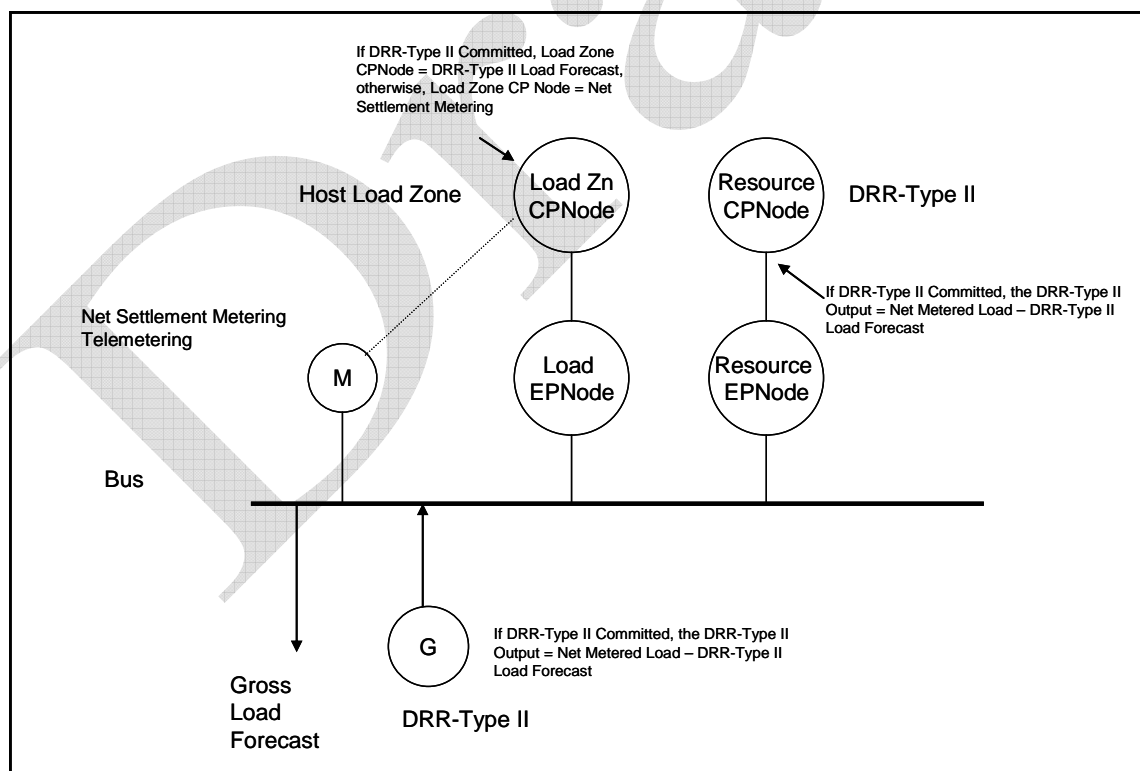 If DRR-Type II Committed, Load Zone
CPNode = DRR-Type II Load Forecast,
otherwise, Load Zone CP Node = Net
Settlement Metering
Host Load Zone
Load Zn
CPNode
Resource
CPNode
DRR-Type II
If DRR-Type II Committed, the DRR-Type II
Output = Net Metered Load – DRR-Type II
Load Forecast
Net Settlement Metering
Telemetering
M
Load
EPNode
Resource
EPNode
Bus
G
If DRR-Type II Committed, the DRR-Type II
Output = Net Metered Load – DRR-Type II
Load Forecast
Gross
Load
Forecast
DRR-Type II